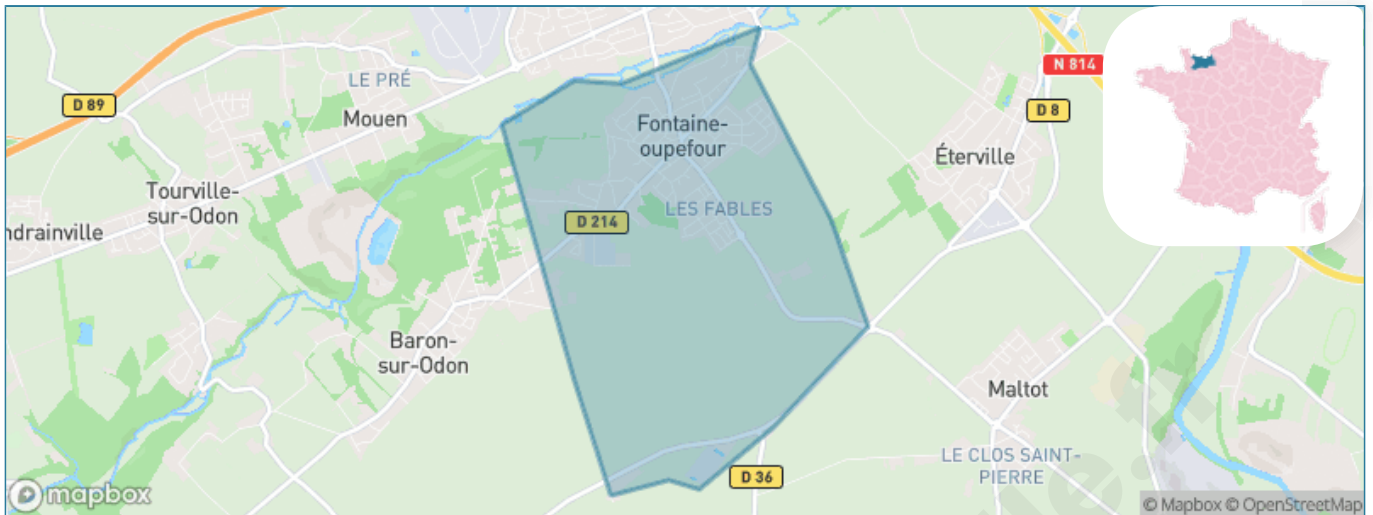 N 814
LE PRÉ
D 89
D 8
Mouen
Fontaine-
oupefour
Éterville
Tourville-
sur-Odon
LES FABLES
D 214
ndrainville
Baron-
sur-Odon
Maltot
LE CLOS SAINT-
PIERRE
D 36
mapbox
© Mapbox © OpenStreetMap